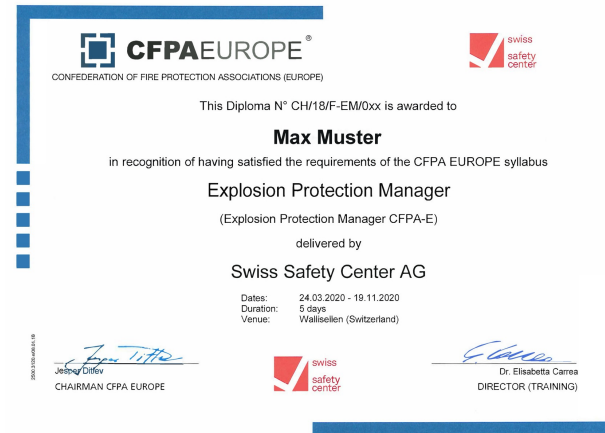 CFPAEUROPE®
swiss
safety
center
CONFEDERATION OF FIRE PROTECTION ASSOCIATIONS (EUROPE)
This Diploma N° CH/18/F-EM/0xx is awarded to
Max Muster
in recognition of having satisfied the requirements of the CFPA EUROPE syllabus
Explosion Protection Manager
(Explosion Protection Manager CFPA-E)
delivered by
Swiss Safety Center AG
Dates: 24.03.2020 - 19.11.2020
Duration: 5 days
Venue: Wallisellen (Switzerland)
swiss
safety
center
Jesper Ditlev
CHAIRMAN CFPA EUROPE
Dr. Elisabetta Carrea
DIRECTOR (TRAINING)